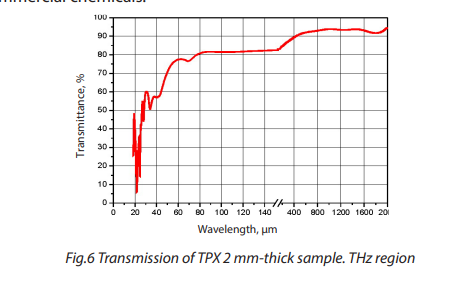 100
90
80
70
60
50
40
30
20
10
0
Transmittance, %
0 20 40 60 80 100 120 140 400 800 1200 1600 200
Wavelength, µm
Fig.6 Transmission of TPX 2 mm-thick sample. THz region